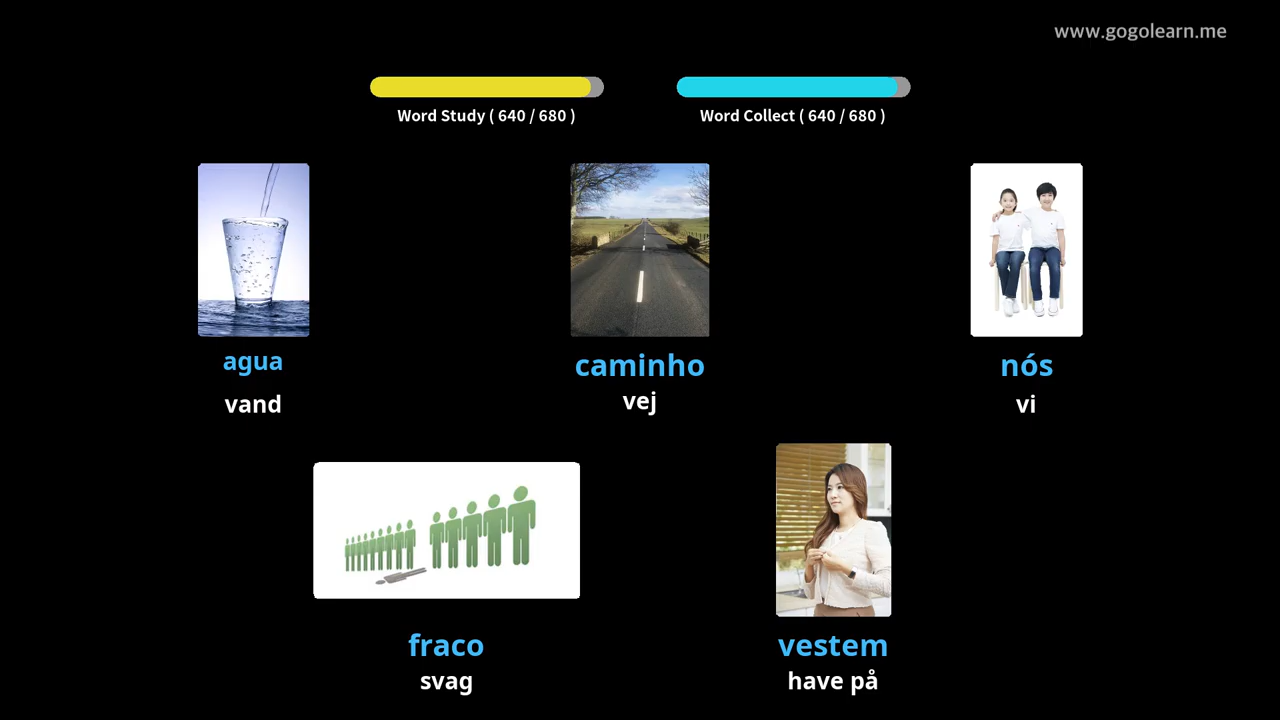 www.gogolearn.me
Word Study ( 640 / 680 )
Word Collect ( 640 / 680 )
agua
vand
caminho
vej
nós
vi
fraco
svag
vestem
have på